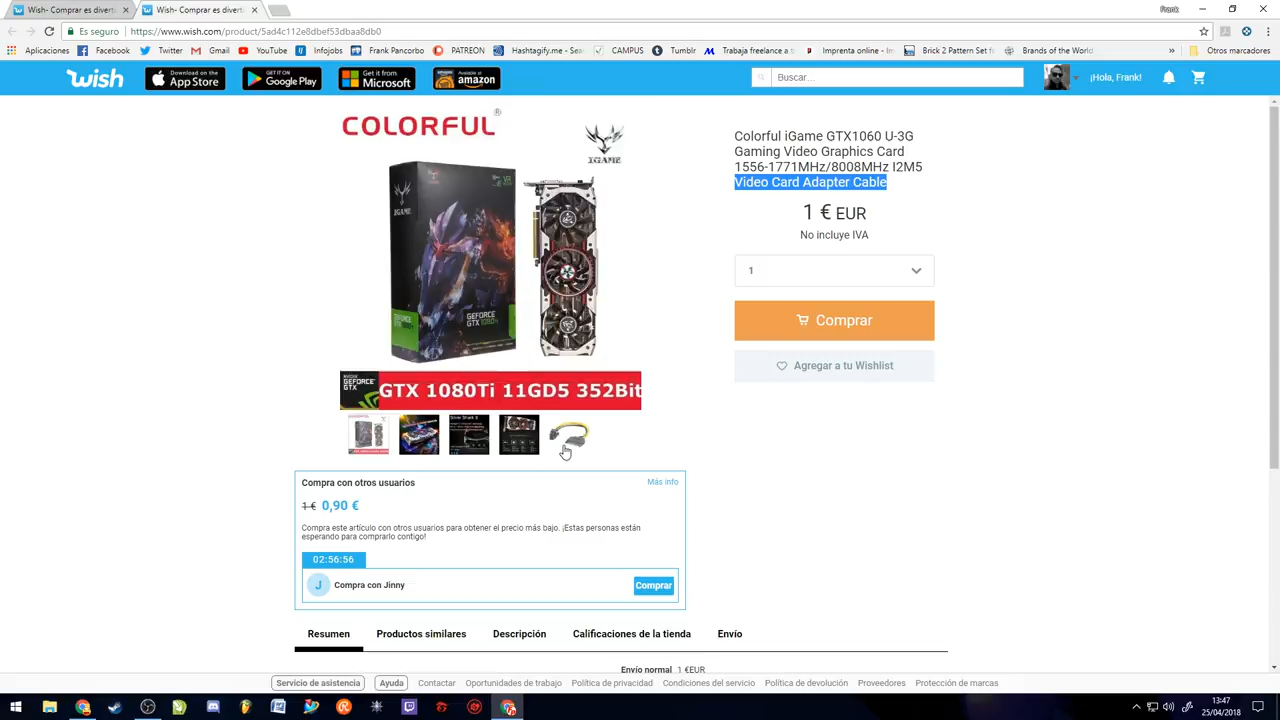 Wish- Comprar es divert
Wish- Comprar es divert
Frank
Es seguro
https://www.wish.com/product/5ad4c112e8dbef53dbaa8db0
Aplicaciones
Facebook
Twitter
Gmail
YouTube
Infojobs
Frank Pancorbo
PATREON
Hashtagify.me - Sea
CAMPUS
Tumblr
Trabaja freelance a
Imprenta online - Im
Brick 2 Pattern Set f
Brands of the World
»
Otros marcadores
wish
Download on the App Store
GET IT ON Google Play
Get it from Microsoft
Available at amazon
Buscar...
¡Hola, Frank!
COLORFUL®
IGAME
IGAME
GEFORCE GTX 1080 Ti
NVIDIA GEFORCE GTX
GTX 1080Ti 11GD5 352Bit
Colorful iGame GTX1060 U-3G
Gaming Video Graphics Card
1556-1771MHz/8008MHz I2M5
Video Card Adapter Cable
1 € EUR
No incluye IVA
1
Comprar
Agregar a tu Wishlist
Compra con otros usuarios
Más info
1 € 0,90 €
Compra este artículo con otros usuarios para obtener el precio más bajo. ¡Estas personas están
esperando para comprarlo contigo!
02:56:56
J
Compra con Jinny
Comprar
Resumen
Productos similares
Descripción
Calificaciones de la tienda
Envío
Envío normal 1 €EUR
Servicio de asistencia
Ayuda
Contactar
Oportunidades de trabajo
Política de privacidad
Condiciones del servicio
Política de devolución
Proveedores
Protección de marcas
13:47
25/04/2018